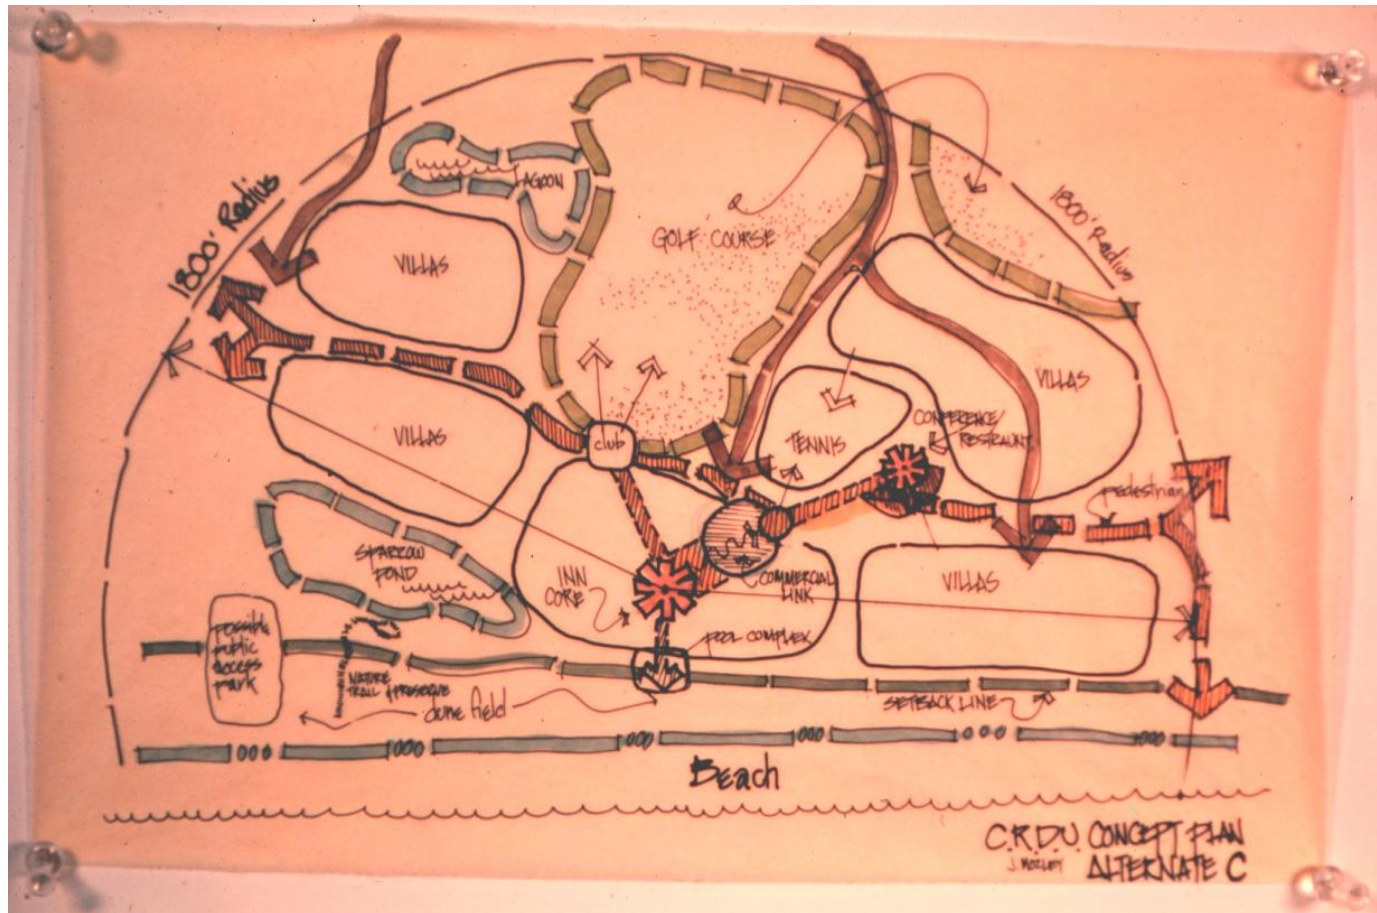 1800' Radius
LAGOON
GOLF COURSE
1800' Radius
VILLAS
VILLAS
VILLAS
club
TENNIS
CONFERENCE/
RESTRAUNT
pedestrian
SPARROW
POND
INN
CORE
COMMERCIAL
LINK
VILLAS
possible
public
access
park
POOL COMPLEX
NATURE
TRAIL & PRESERVE
dune field
SETBACK LINE
Beach
C.R.D.U. CONCEPT PLAN
J. MOZLEY
ALTERNATE C